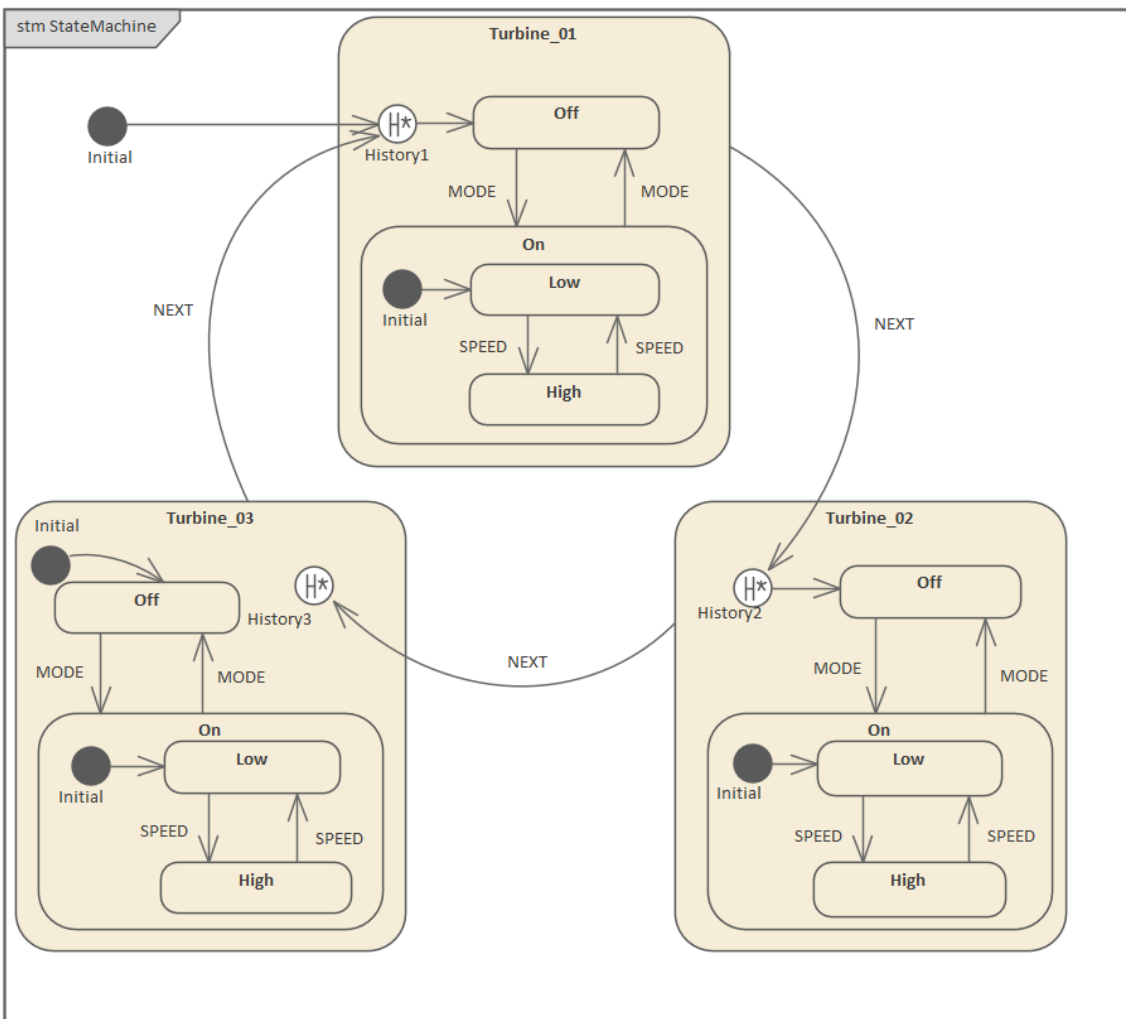 stm StateMachine
Turbine_01
Initial
H*
History1
Off
MODE
MODE
On
Initial
Low
SPEED
SPEED
High
NEXT
NEXT
Turbine_03
Initial
Off
H*
History3
MODE
MODE
On
Initial
Low
SPEED
SPEED
High
NEXT
Turbine_02
H*
History2
Off
MODE
MODE
On
Initial
Low
SPEED
SPEED
High